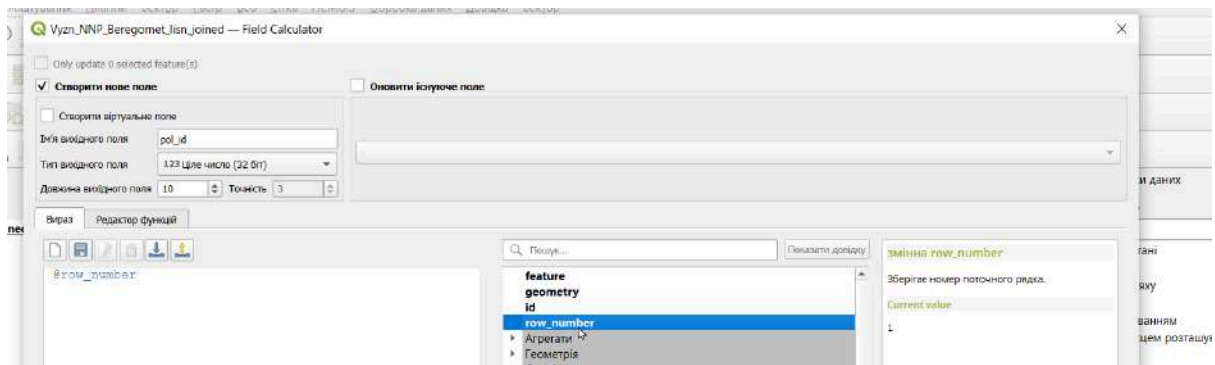 Vyzn_NNP_Beregomet_lisn_joined — Field Calculator
Only update 0 selected feature(s)
Створити нове поле
Оновити існуюче поле
Створити віртуальне поле
Ім'я вихідного поля pol_id
Тип вихідного поля 123 Ціле число (32 біт)
Довжина вихідного поля 10 Точність 3
и даних
Вираз Редактор функцій
Пошук...
Показати довідку
@row_number
feature
geometry
id
row_number
Агрегати
Геометрія
змінна row_number
Зберігає номер поточного рядка.
Current value
1
тані
яху
ванням
цем розташув